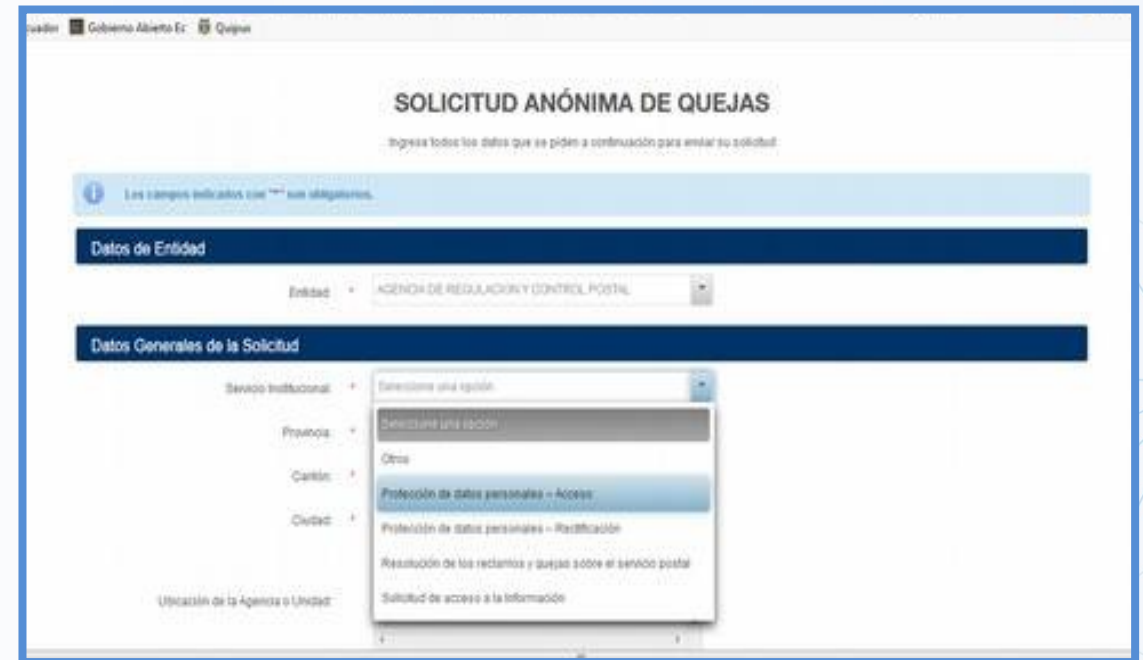 cuador Gobierno Abierto Ec Quipux
SOLICITUD ANÓNIMA DE QUEJAS
Ingresa todos los datos que se piden a continuación para enviar su solicitud
Los campos indicados con "*" son obligatorios.
Datos de Entidad
Entidad: * AGENCIA DE REGULACION Y CONTROL POSTAL
Datos Generales de la Solicitud
Servicio Institucional: * Seleccione una opción
Provincia: * Seleccione una opción
Otros
Cantón: *
Protección de datos personales – Acceso
Ciudad: * Protección de datos personales – Rectificación
Resolución de los reclamos y quejas sobre el servicio postal
Ubicación de la Agencia o Unidad: Solicitud de acceso a la Información